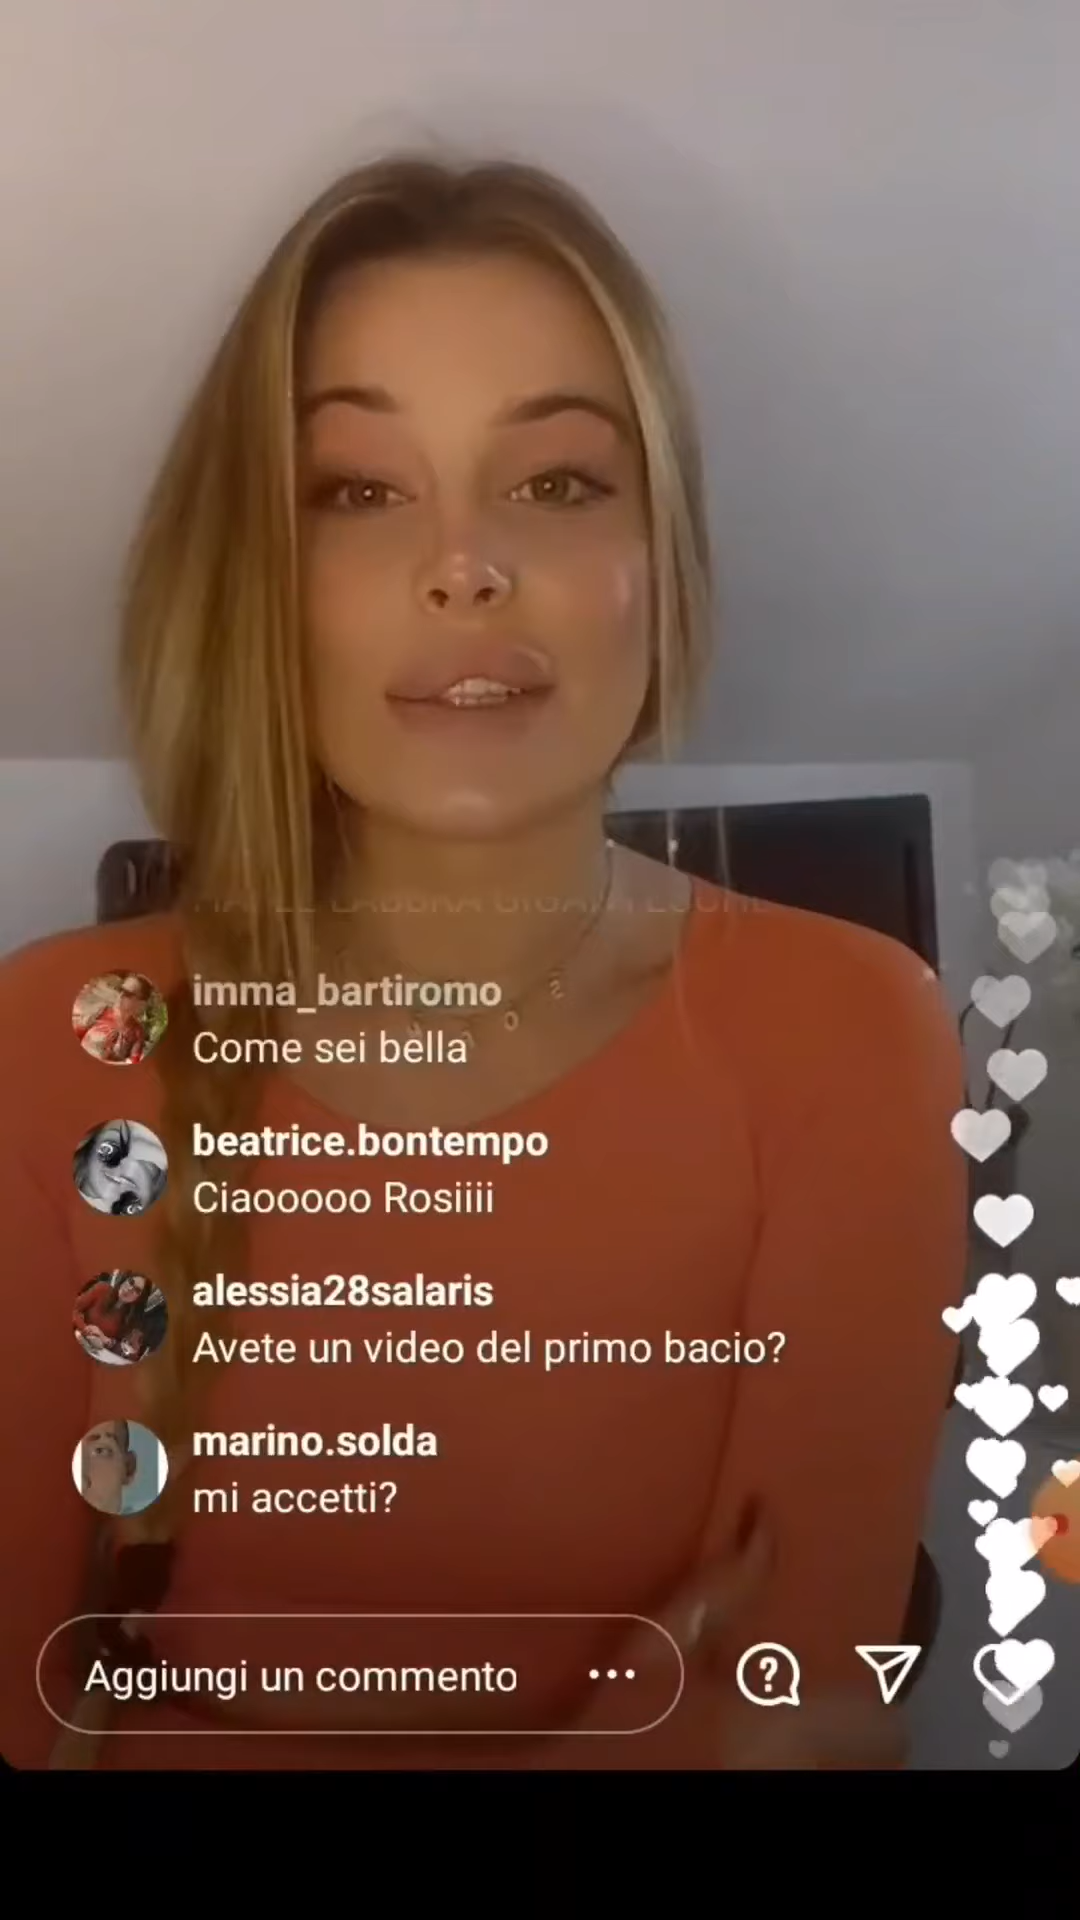 imma_bartiromo
Come sei bella
beatrice.bontempo
Ciaooooo Rosiiii
alessia28salaris
Avete un video del primo bacio?
marino.solda
mi accetti?
Aggiungi un commento